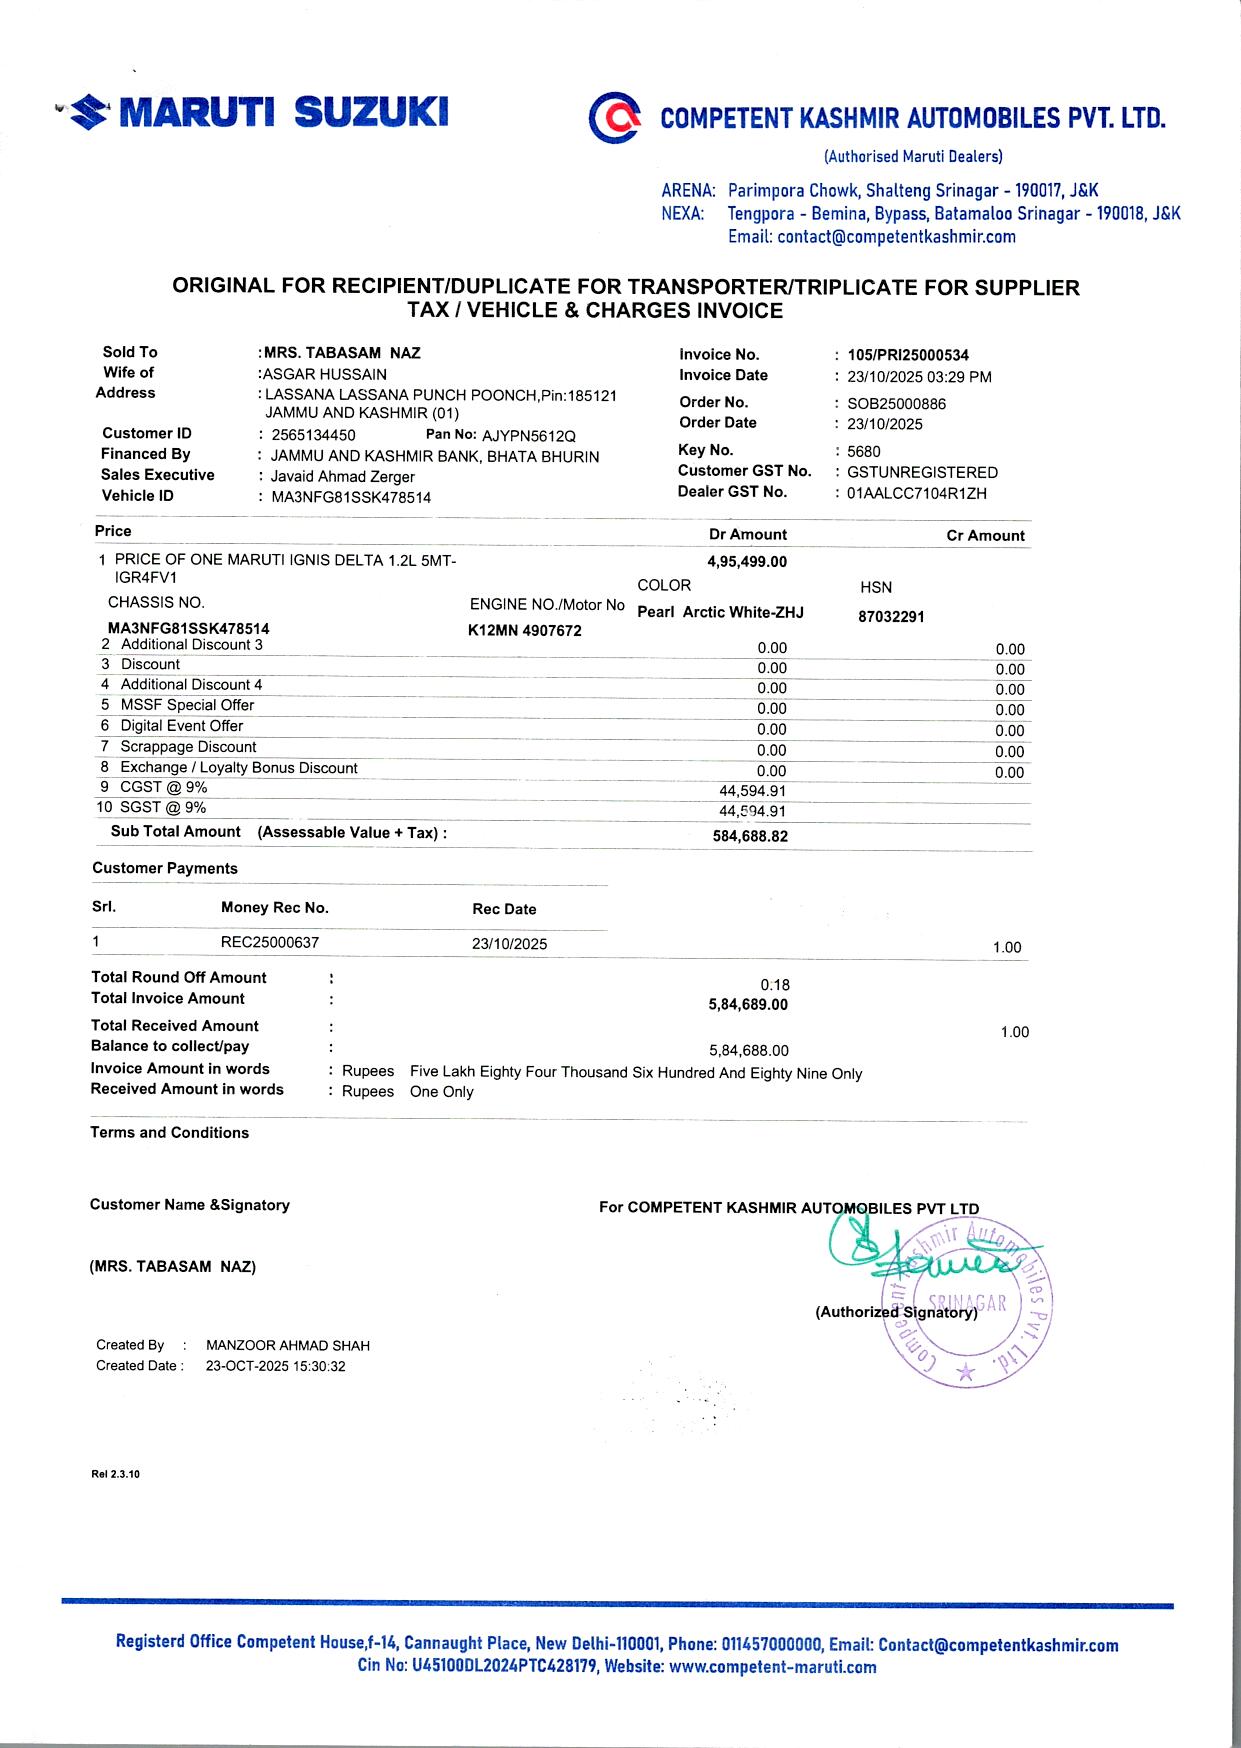 MARUTI SUZUKI
COMPETENT KASHMIR AUTOMOBILES PVT. LTD.
(Authorised Maruti Dealers)
ARENA: Parimpora Chowk, Shalteng Srinagar - 190017, J&K
NEXA: Tengpora - Bemina, Bypass, Batamaloo Srinagar - 190018, J&K
Email: contact@competentkashmir.com
ORIGINAL FOR RECIPIENT/DUPLICATE FOR TRANSPORTER/TRIPLICATE FOR SUPPLIER
TAX / VEHICLE & CHARGES INVOICE
Sold To :MRS. TABASAM NAZ
Wife of :ASGAR HUSSAIN
Address : LASSANA LASSANA PUNCH POONCH,Pin:185121
JAMMU AND KASHMIR (01)
Customer ID : 2565134450 Pan No: AJYPN5612Q
Financed By : JAMMU AND KASHMIR BANK, BHATA BHURIN
Sales Executive : Javaid Ahmad Zerger
Vehicle ID : MA3NFG81SSK478514
Invoice No. : 105/PRI25000534
Invoice Date : 23/10/2025 03:29 PM
Order No. : SOB25000886
Order Date : 23/10/2025
Key No. : 5680
Customer GST No. : GSTUNREGISTERED
Dealer GST No. : 01AALCC7104R1ZH
Price Dr Amount Cr Amount
1 PRICE OF ONE MARUTI IGNIS DELTA 1.2L 5MT- 4,95,499.00
IGR4FV1
COLOR HSN
CHASSIS NO. ENGINE NO./Motor No Pearl Arctic White-ZHJ 87032291
MA3NFG81SSK478514 K12MN 4907672
2 Additional Discount 3 0.00 0.00
3 Discount 0.00 0.00
4 Additional Discount 4 0.00 0.00
5 MSSF Special Offer 0.00 0.00
6 Digital Event Offer 0.00 0.00
7 Scrappage Discount 0.00 0.00
8 Exchange / Loyalty Bonus Discount 0.00 0.00
9 CGST @ 9% 44,594.91
10 SGST @ 9% 44,594.91
Sub Total Amount (Assessable Value + Tax) : 584,688.82
Customer Payments
Srl. Money Rec No. Rec Date
1 REC25000637 23/10/2025 1.00
Total Round Off Amount : 0.18
Total Invoice Amount : 5,84,689.00
Total Received Amount : 1.00
Balance to collect/pay : 5,84,688.00
Invoice Amount in words : Rupees Five Lakh Eighty Four Thousand Six Hundred And Eighty Nine Only
Received Amount in words : Rupees One Only
Terms and Conditions
Customer Name &Signatory
For COMPETENT KASHMIR AUTOMOBILES PVT LTD
(MRS. TABASAM NAZ)
Competent Kashmir Automobiles Pvt. Ltd.
SRINAGAR
(Authorized Signatory)
Created By : MANZOOR AHMAD SHAH
Created Date : 23-OCT-2025 15:30:32
Rel 2.3.10
Registerd Office Competent House,f-14, Cannaught Place, New Delhi-110001, Phone: 011457000000, Email: Contact@competentkashmir.com
Cin No: U45100DL2024PTC428179, Website: www.competent-maruti.com